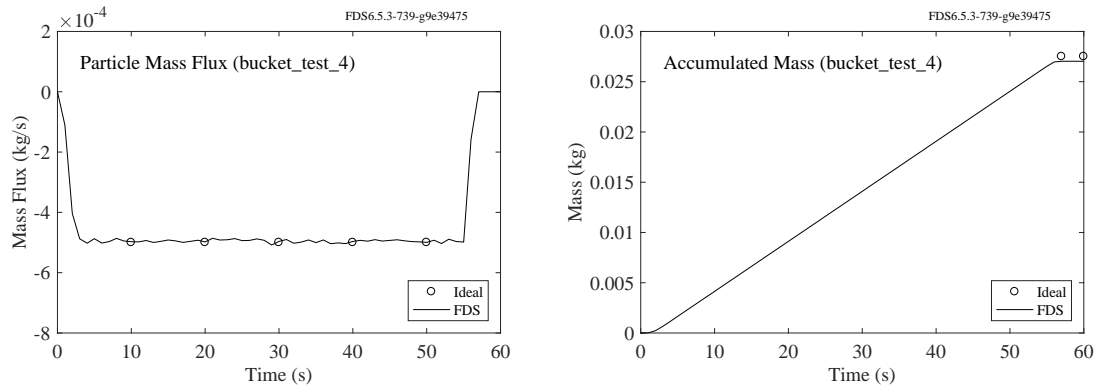 FDS6.5.3-739-g9e39475
×10⁻⁴
Particle Mass Flux (bucket_test_4)
2
0
-2
-4
-6
-8
Mass Flux (kg/s)
Ideal
FDS
0 10 20 30 40 50 60
Time (s)
FDS6.5.3-739-g9e39475
Accumulated Mass (bucket_test_4)
0.03
0.025
0.02
0.015
0.01
0.005
0
Mass (kg)
Ideal
FDS
0 10 20 30 40 50 60
Time (s)